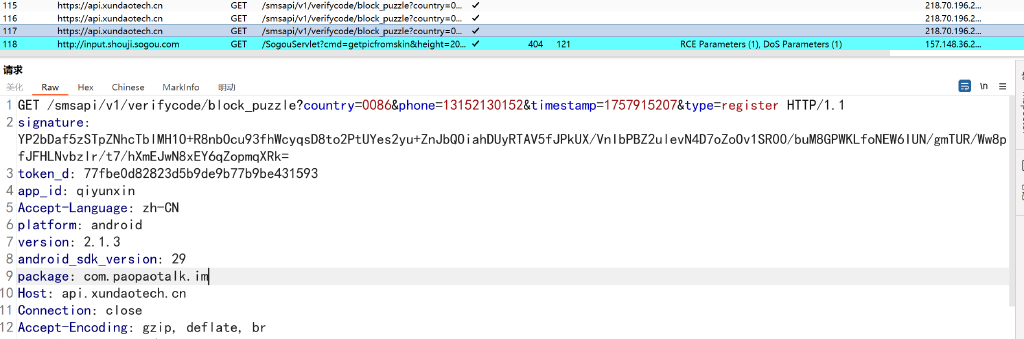 115 https://api.xundaotech.cn GET /smsapi/v1/verifycode/block_puzzle?country=0... ✓ 218.70.196.2...
116 https://api.xundaotech.cn GET /smsapi/v1/verifycode/block_puzzle?country=0... ✓ 218.70.196.2...
117 https://api.xundaotech.cn GET /smsapi/v1/verifycode/block_puzzle?country=0... ✓ 218.70.196.2...
118 http://input.shouji.sogou.com GET /SogouServlet?cmd=getpicfromskin&height=20... ✓ 404 121 RCE Parameters (1), DoS Parameters (1) 157.148.36.2...
请求
美化 Raw Hex Chinese MarkInfo 明动 \n
1 GET /smsapi/v1/verifycode/block_puzzle?country=0086&phone=13152130152&timestamp=1757915207&type=register HTTP/1.1
2 signature:
YP2bDaf5zSTpZNhcTbIMH10+R8nbOcu93fhWcyqsD8to2PtUYes2yu+ZnJbQOiahDUyRTAV5fJPkUX/VnIbPBZ2ulevN4D7oZoOv1SR00/buM8GPWKLfoNEW6IUN/gmTUR/Ww8p
fJFHLNvbzIr/t7/hXmEJwN8xEY6qZopmqXRk=
3 token_d: 77fbe0d82823d5b9de9b77b9be431593
4 app_id: qiyunxin
5 Accept-Language: zh-CN
6 platform: android
7 version: 2.1.3
8 android_sdk_version: 29
9 package: com.paopaotalk.im
10 Host: api.xundaotech.cn
11 Connection: close
12 Accept-Encoding: gzip, deflate, br